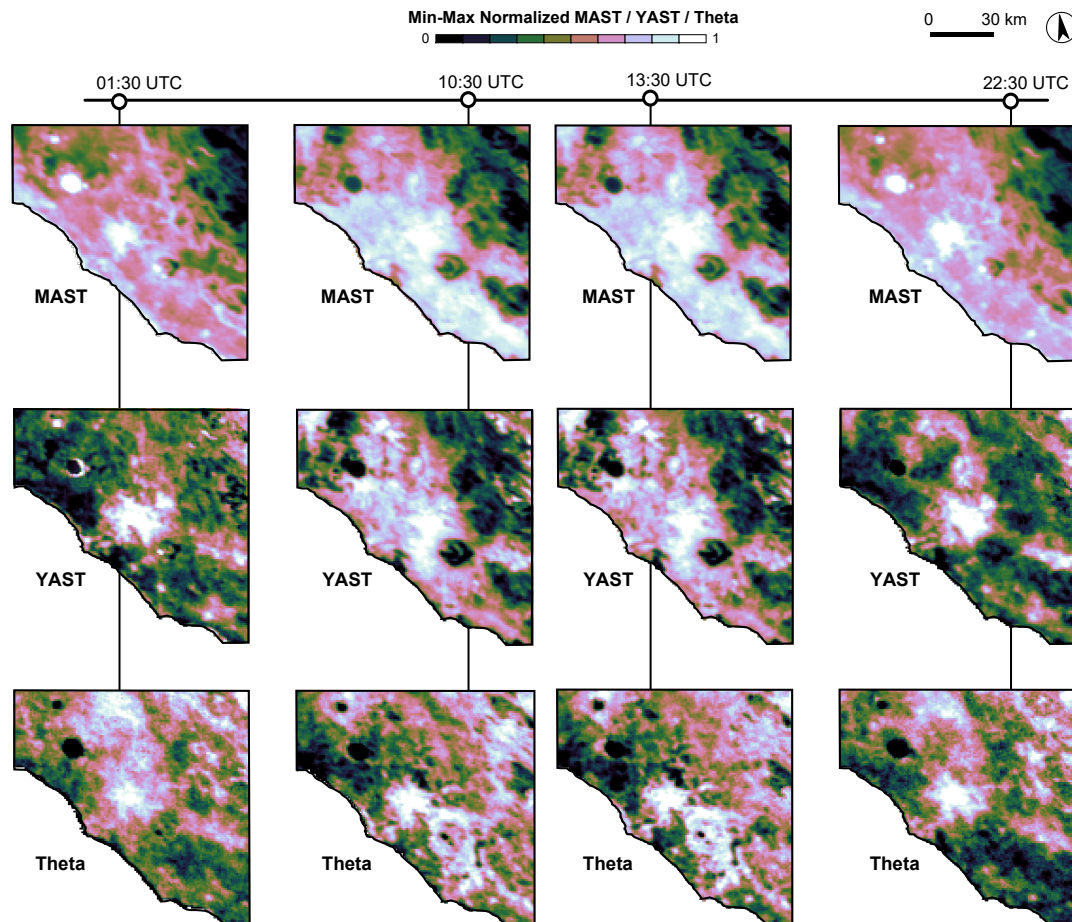 Min-Max Normalized MAST / YAST / Theta
0 1
0 30 km
01:30 UTC 10:30 UTC 13:30 UTC 22:30 UTC
MAST MAST MAST MAST
YAST YAST YAST YAST
Theta Theta Theta Theta